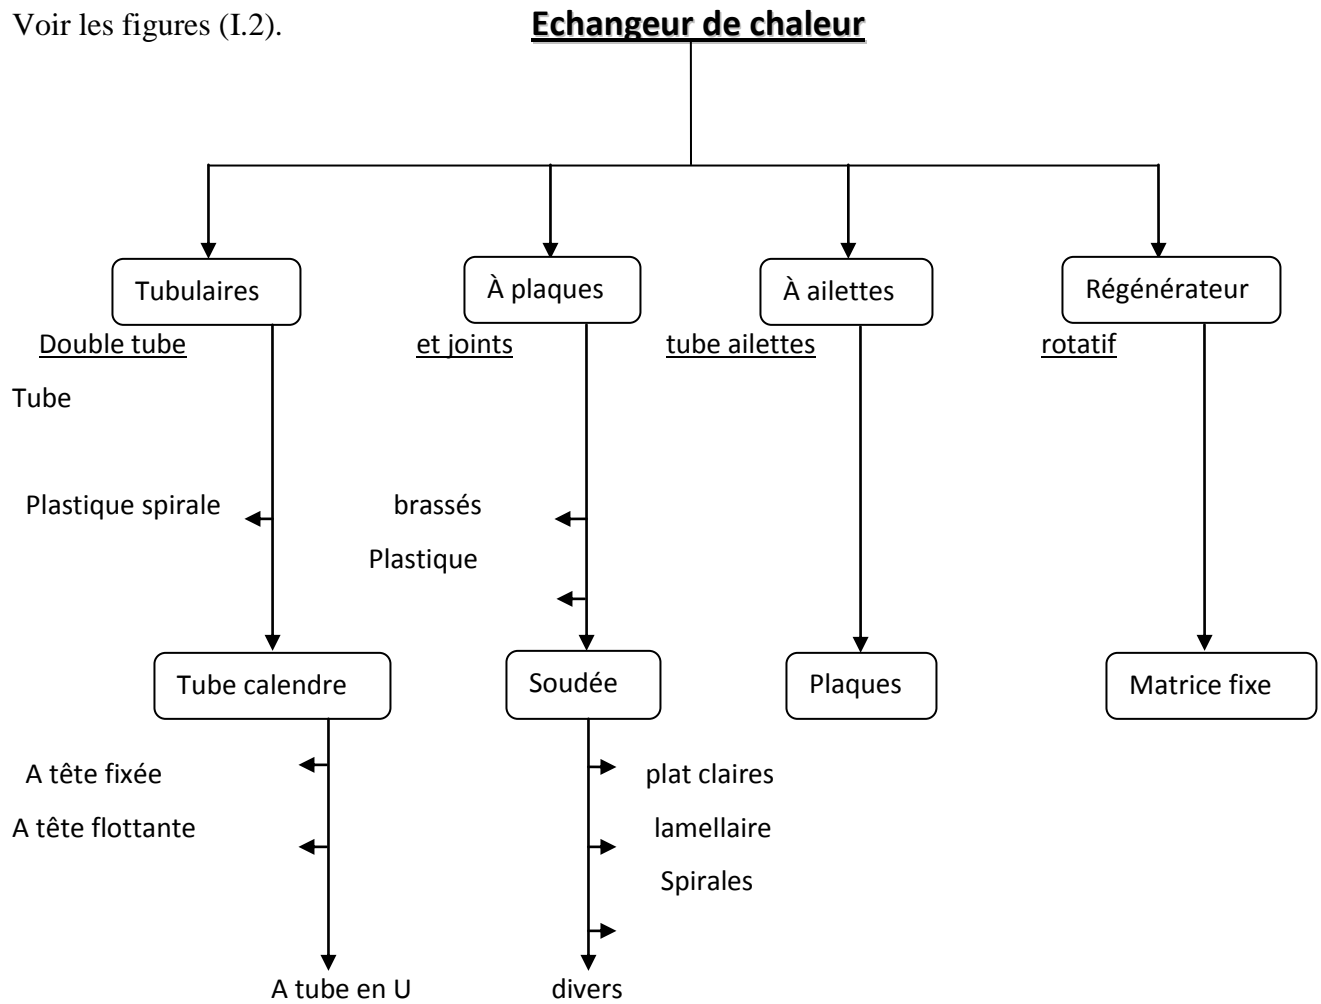 Voir les figures (I.2). Echangeur de chaleur
Tubulaires À plaques À ailettes Régénérateur
Double tube et joints tube ailettes rotatif
Tube
Plastique spirale brassés
Plastique
Tube calendre Soudée Plaques Matrice fixe
A tête fixée plat claires
A tête flottante lamellaire
Spirales
A tube en U divers